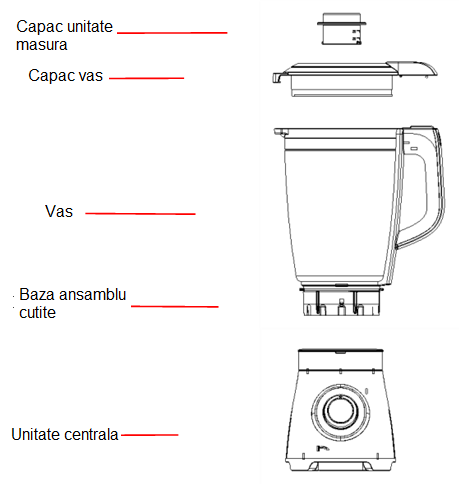 Capac unitate
masura
Capac vas
Vas
Baza ansamblu
cutite
Unitate centrala